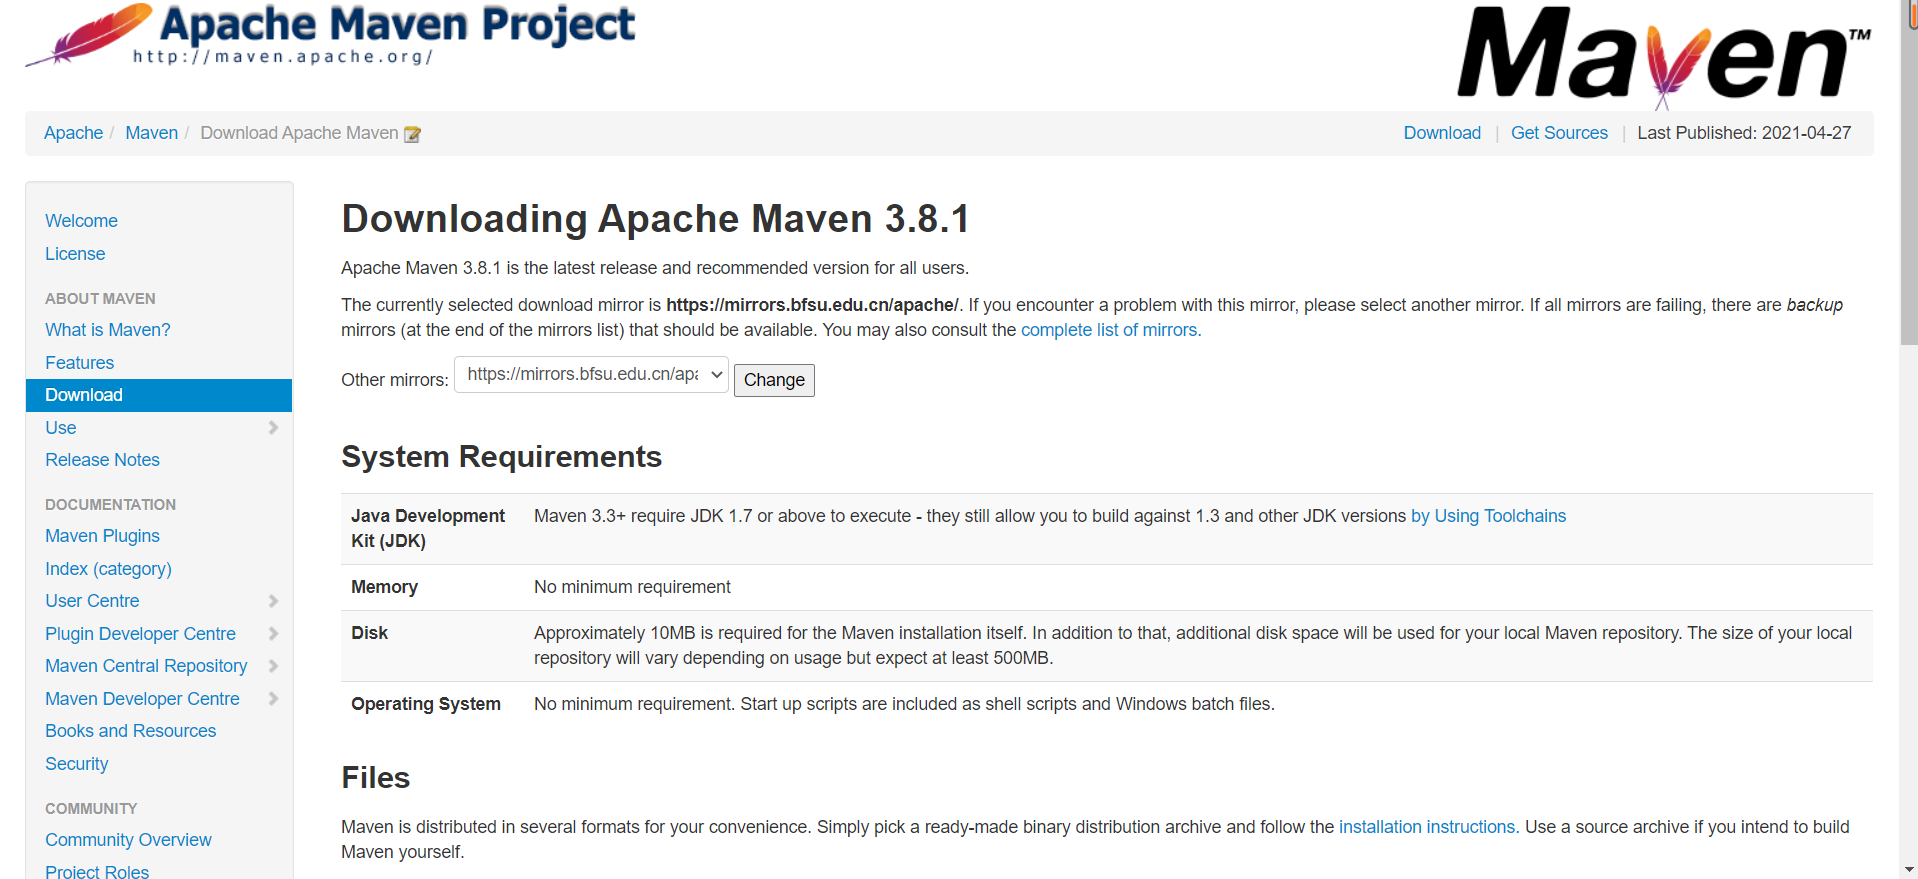 Apache Maven Project
http://maven.apache.org/
Maven™
Apache / Maven / Download Apache Maven
Download | Get Sources | Last Published: 2021-04-27
Welcome
License
ABOUT MAVEN
What is Maven?
Features
Download
Use
Release Notes
DOCUMENTATION
Maven Plugins
Index (category)
User Centre
Plugin Developer Centre
Maven Central Repository
Maven Developer Centre
Books and Resources
Security
COMMUNITY
Community Overview
Project Roles
Downloading Apache Maven 3.8.1
Apache Maven 3.8.1 is the latest release and recommended version for all users.
The currently selected download mirror is https://mirrors.bfsu.edu.cn/apache/. If you encounter a problem with this mirror, please select another mirror. If all mirrors are failing, there are backup
mirrors (at the end of the mirrors list) that should be available. You may also consult the complete list of mirrors.
Other mirrors: https://mirrors.bfsu.edu.cn/apa Change
System Requirements
Java Development Maven 3.3+ require JDK 1.7 or above to execute - they still allow you to build against 1.3 and other JDK versions by Using Toolchains
Kit (JDK)
Memory No minimum requirement
Disk Approximately 10MB is required for the Maven installation itself. In addition to that, additional disk space will be used for your local Maven repository. The size of your local
repository will vary depending on usage but expect at least 500MB.
Operating System No minimum requirement. Start up scripts are included as shell scripts and Windows batch files.
Files
Maven is distributed in several formats for your convenience. Simply pick a ready-made binary distribution archive and follow the installation instructions. Use a source archive if you intend to build
Maven yourself.